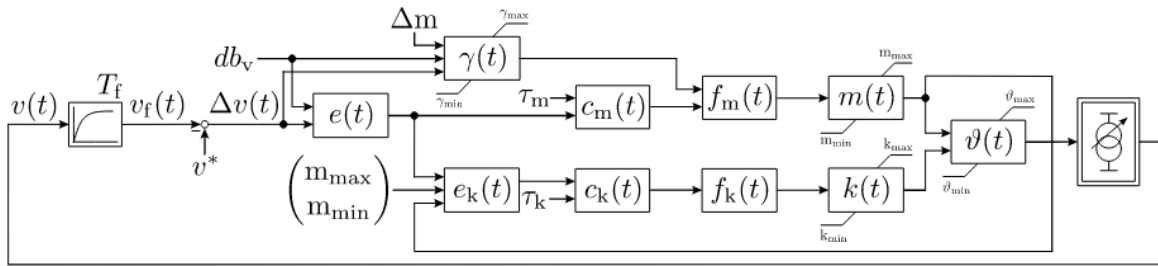 Δm
γ_max
db_v
γ(t)
γ_min
v(t)
T_f
v_f(t)
Δv(t)
v*
e(t)
τ_m
c_m(t)
f_m(t)
m_max
m(t)
m_min
ϑ_max
ϑ(t)
ϑ_min
m_max
m_min
e_k(t)
τ_k
c_k(t)
f_k(t)
k_max
k(t)
k_min